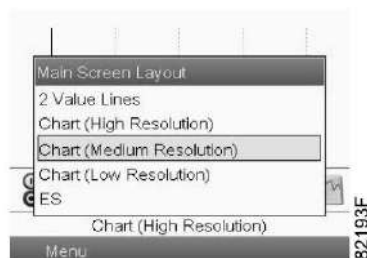 Main Screen Layout
2 Value Lines
Chart (High Resolution)
Chart (Medium Resolution)
Chart (Low Resolution)
ES
Chart (High Resolution)
Menu
82193F